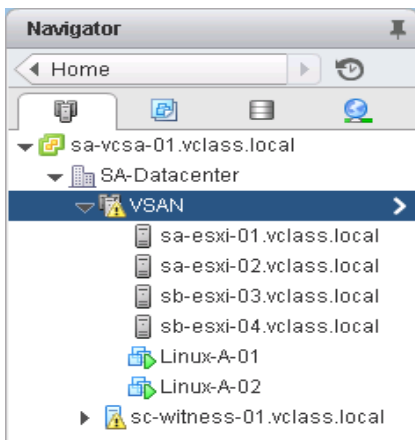 Navigator
Home
sa-vcsa-01.vclass.local
SA-Datacenter
VSAN
sa-esxi-01.vclass.local
sa-esxi-02.vclass.local
sb-esxi-03.vclass.local
sb-esxi-04.vclass.local
Linux-A-01
Linux-A-02
sc-witness-01.vclass.local